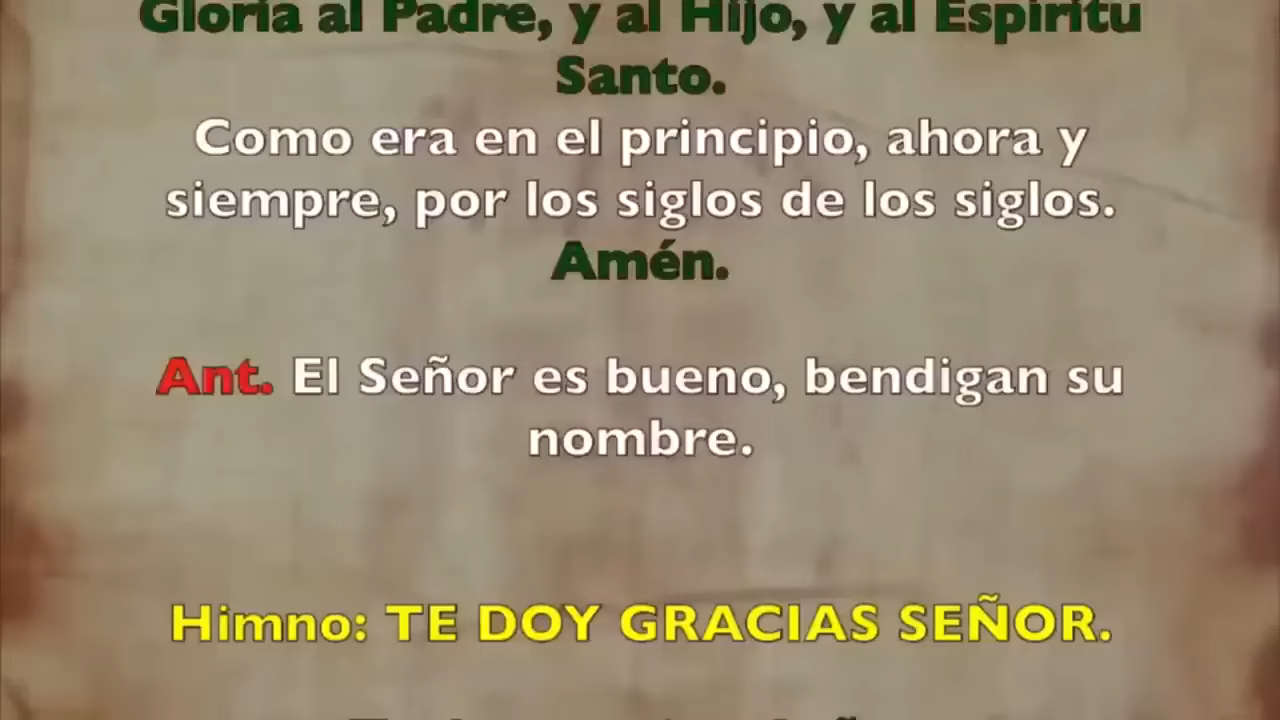 Gloria al Padre, y al Hijo, y al Espíritu
Santo.
Como era en el principio, ahora y
siempre, por los siglos de los siglos.
Amén.
Ant. El Señor es bueno, bendigan su
nombre.
Himno: TE DOY GRACIAS SEÑOR.